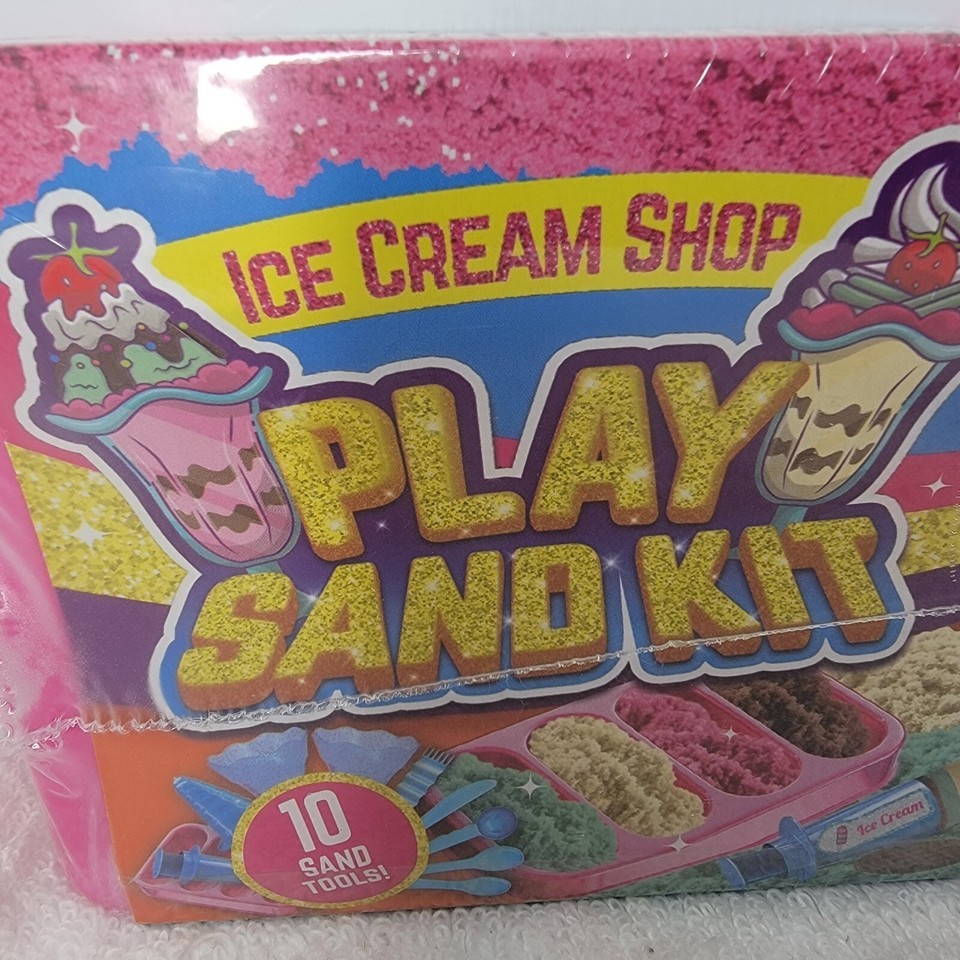 ICE CREAM SHOP
PLAY
SAND KIT
10
SAND
TOOLS!
Ice Cream